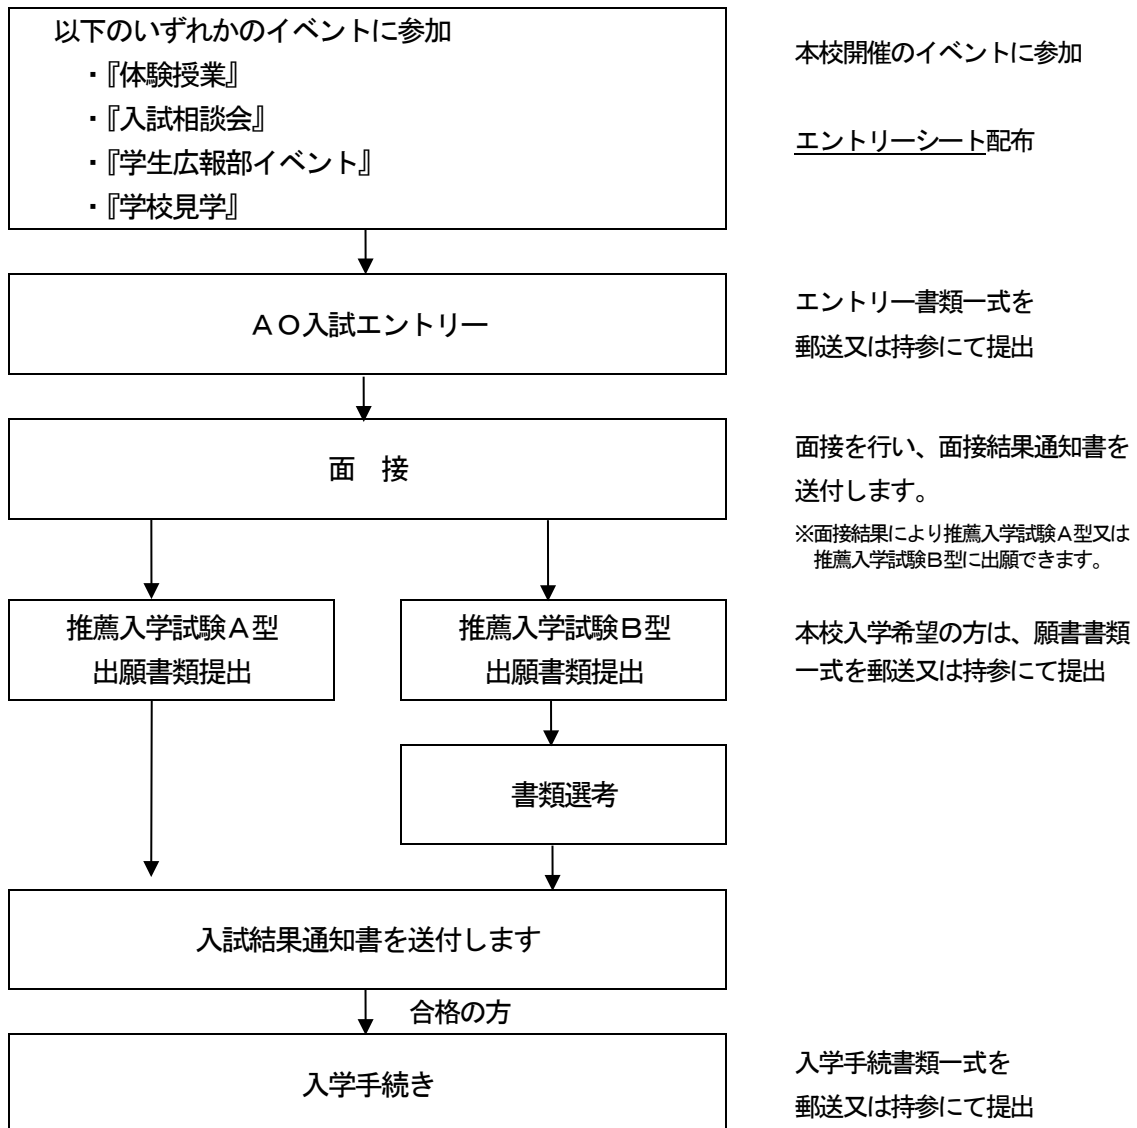 以下のいずれかのイベントに参加
・『体験授業』
・『入試相談会』
・『学生広報部イベント』
・『学校見学』
本校開催のイベントに参加
エントリーシート配布
ＡＯ入試エントリー
エントリー書類一式を
郵送又は持参にて提出
面　接
面接を行い、面接結果通知書を
送付します。
※面接結果により推薦入学試験Ａ型又は
推薦入学試験Ｂ型に出願できます。
推薦入学試験Ａ型
出願書類提出
推薦入学試験Ｂ型
出願書類提出
本校入学希望の方は、願書書類
一式を郵送又は持参にて提出
書類選考
入試結果通知書を送付します
合格の方
入学手続き
入学手続書類一式を
郵送又は持参にて提出